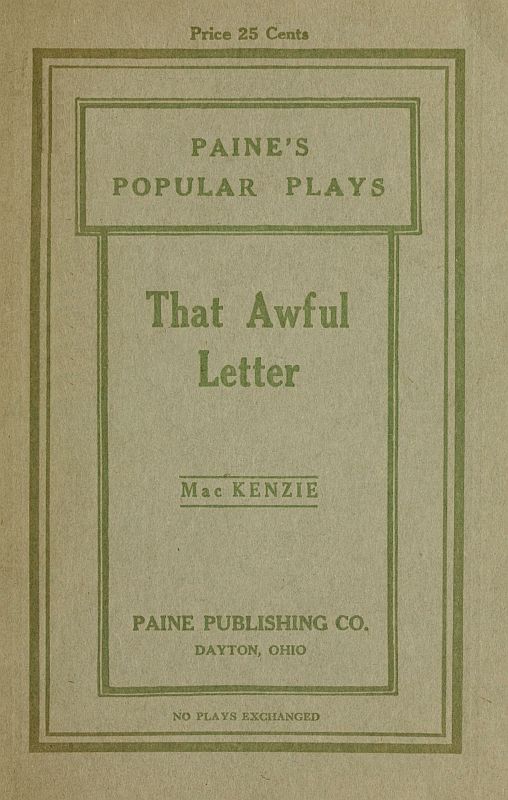 Price 25 Cents
PAINE'S
POPULAR PLAYS
That Awful
Letter
Mac KENZIE
PAINE PUBLISHING CO.
DAYTON, OHIO
NO PLAYS EXCHANGED